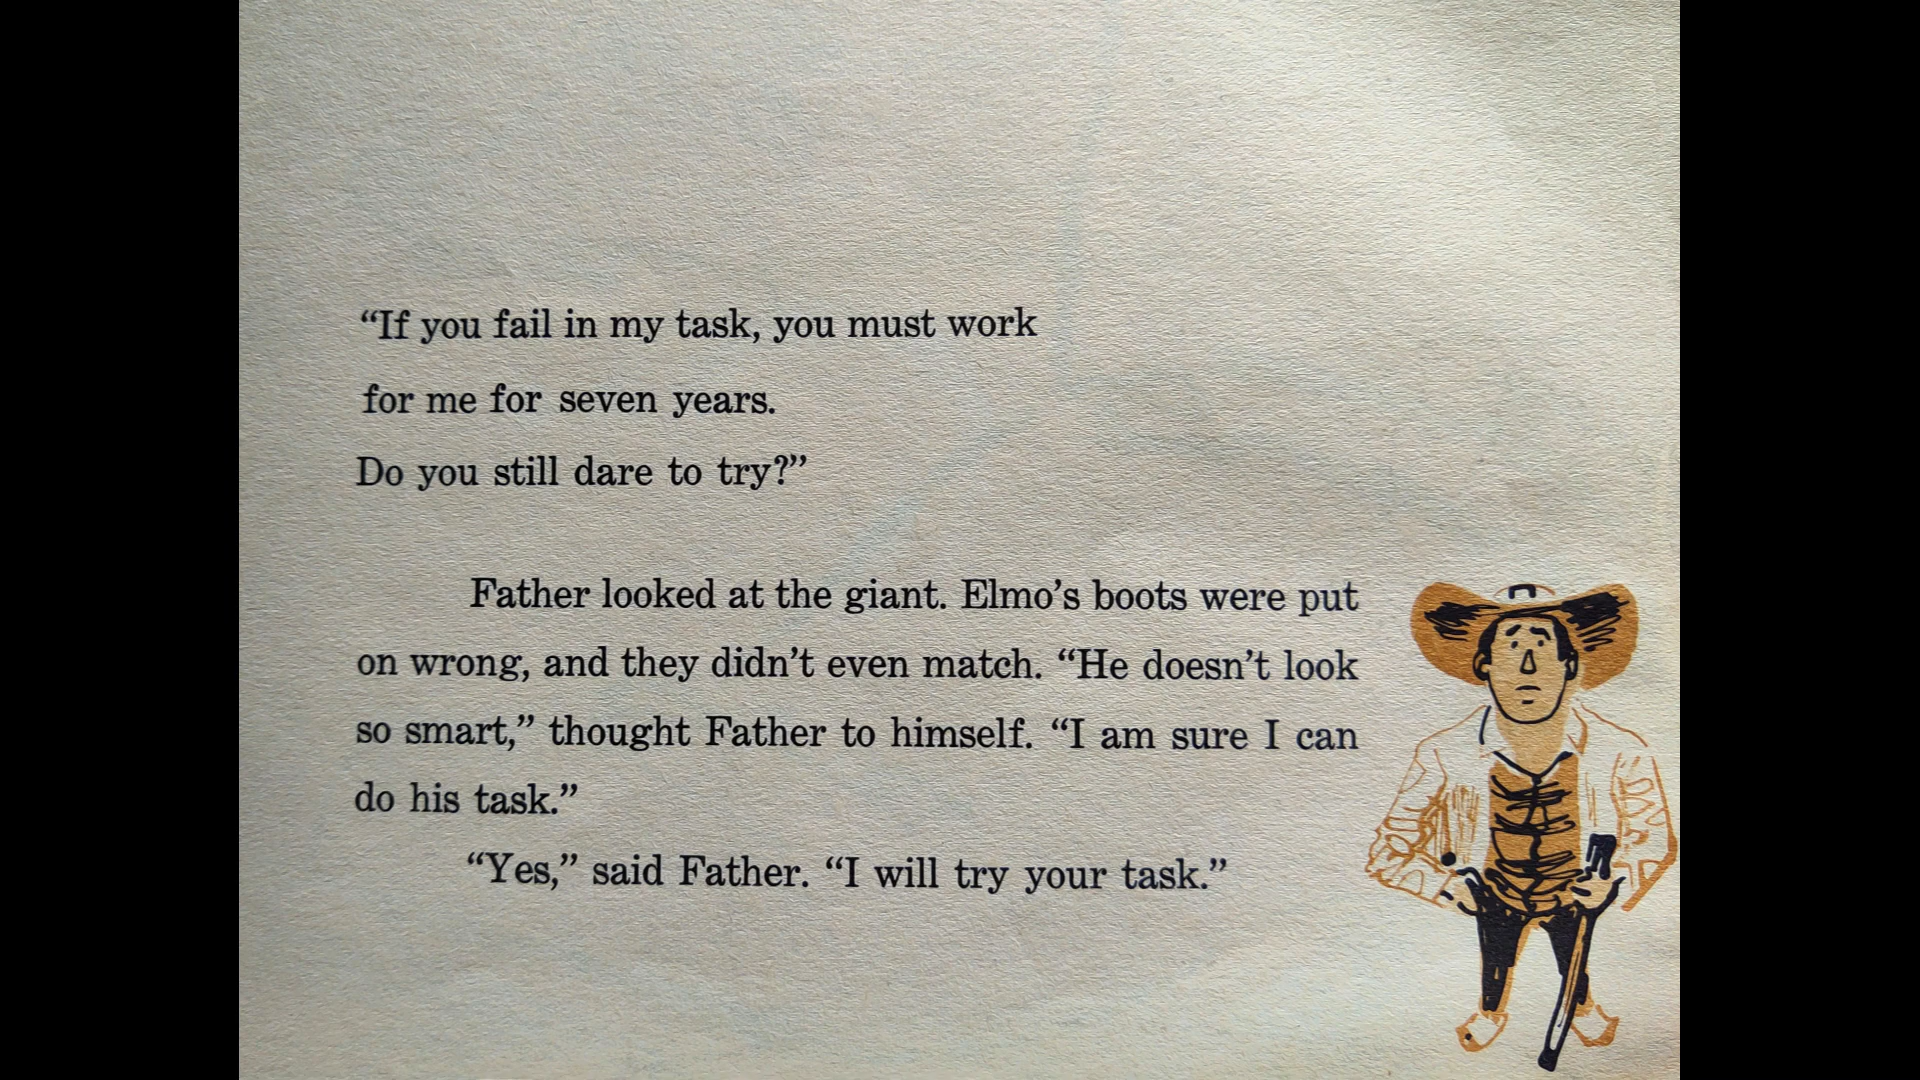 “If you fail in my task, you must work
for me for seven years.
Do you still dare to try?”
Father looked at the giant. Elmo’s boots were put
on wrong, and they didn’t even match. “He doesn’t look
so smart,” thought Father to himself. “I am sure I can
do his task.”
“Yes,” said Father. “I will try your task.”